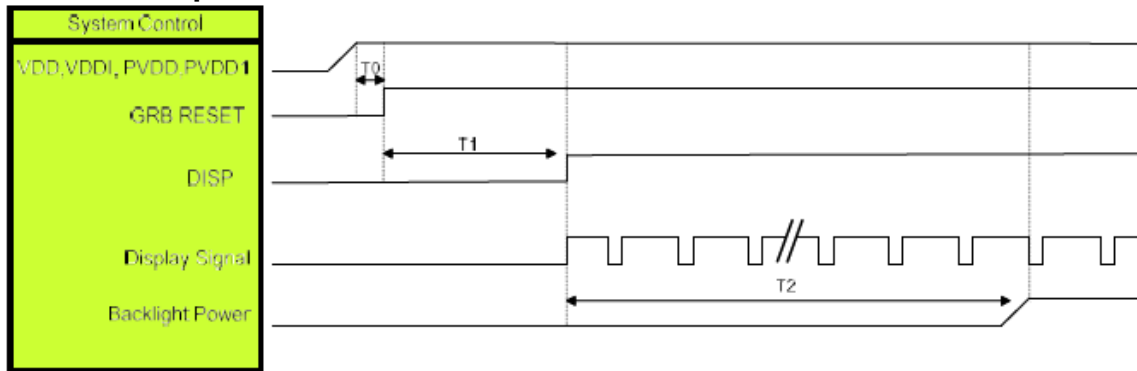 System Control
VDD,VDDI, PVDD,PVDD1
T0
GRB RESET
T1
DISP
Display Signal
T2
Backlight Power